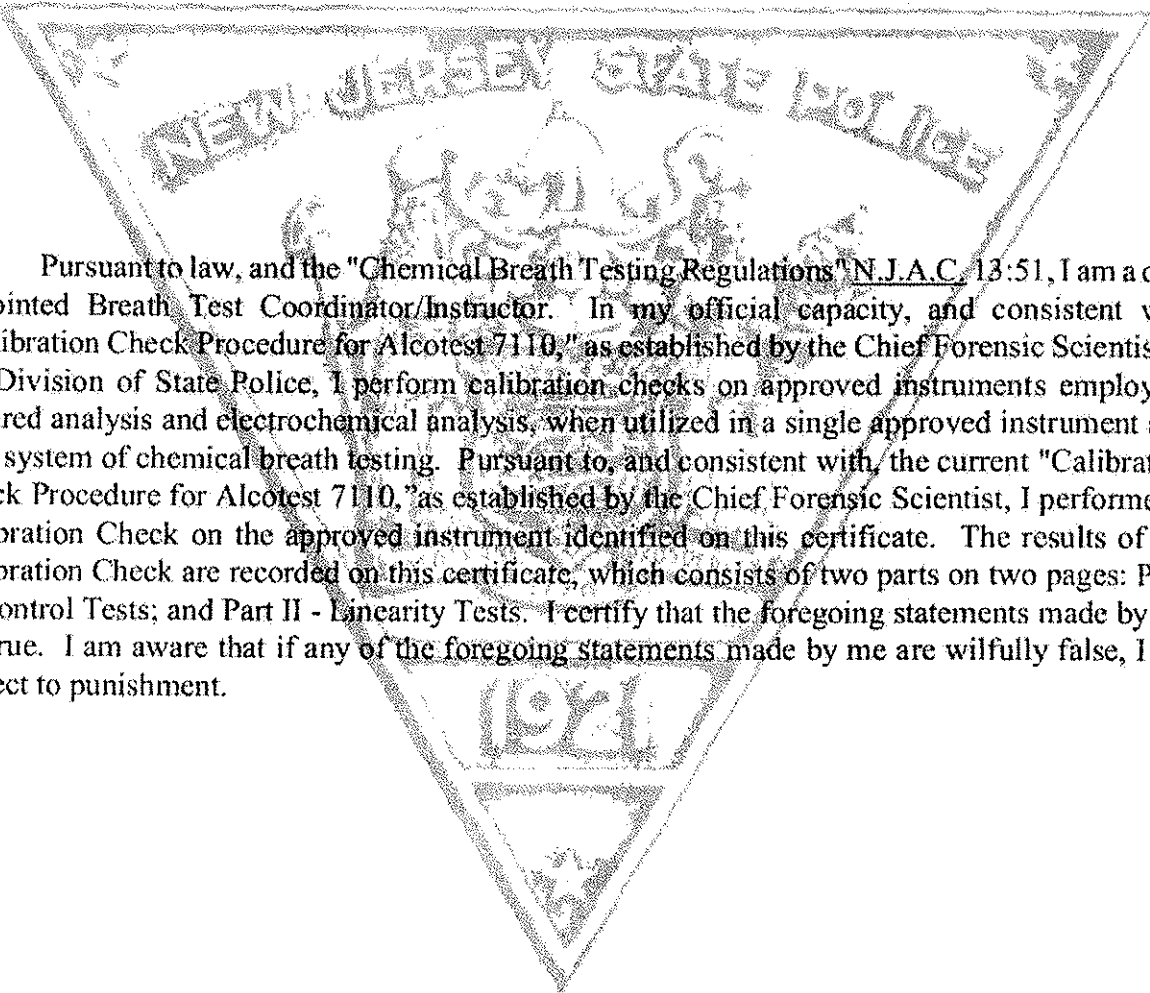 NEW JERSEY STATE POLICE
Pursuant to law, and the "Chemical Breath Testing Regulations" N.J.A.C. 13:51, I am a d
ointed Breath Test Coordinator/Instructor. In my official capacity, and consistent w
libration Check Procedure for Alcotest 7110," as established by the Chief Forensic Scientis
Division of State Police, I perform calibration checks on approved instruments employ
red analysis and electrochemical analysis, when utilized in a single approved instrument a
system of chemical breath testing. Pursuant to, and consistent with, the current "Calibrat
ck Procedure for Alcotest 7110,"as established by the Chief Forensic Scientist, I performe
bration Check on the approved instrument identified on this certificate. The results of
bration Check are recorded on this certificate, which consists of two parts on two pages: P
ontrol Tests; and Part II - Linearity Tests. I certify that the foregoing statements made by
rue. I am aware that if any of the foregoing statements made by me are wilfully false, I
ect to punishment.
1921